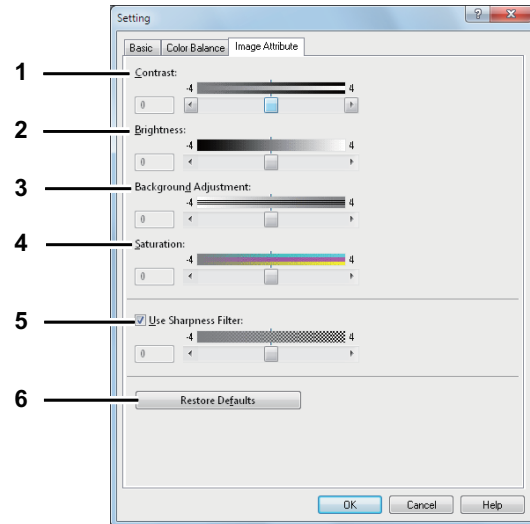 Setting
Basic Color Balance Image Attribute
1 Contrast:
-4 4
0
2 Brightness:
-4 4
0
3 Background Adjustment:
-4 4
0
4 Saturation:
-4 4
0
5 Use Sharpness Filter:
-4 4
0
6 Restore Defaults
OK Cancel Help